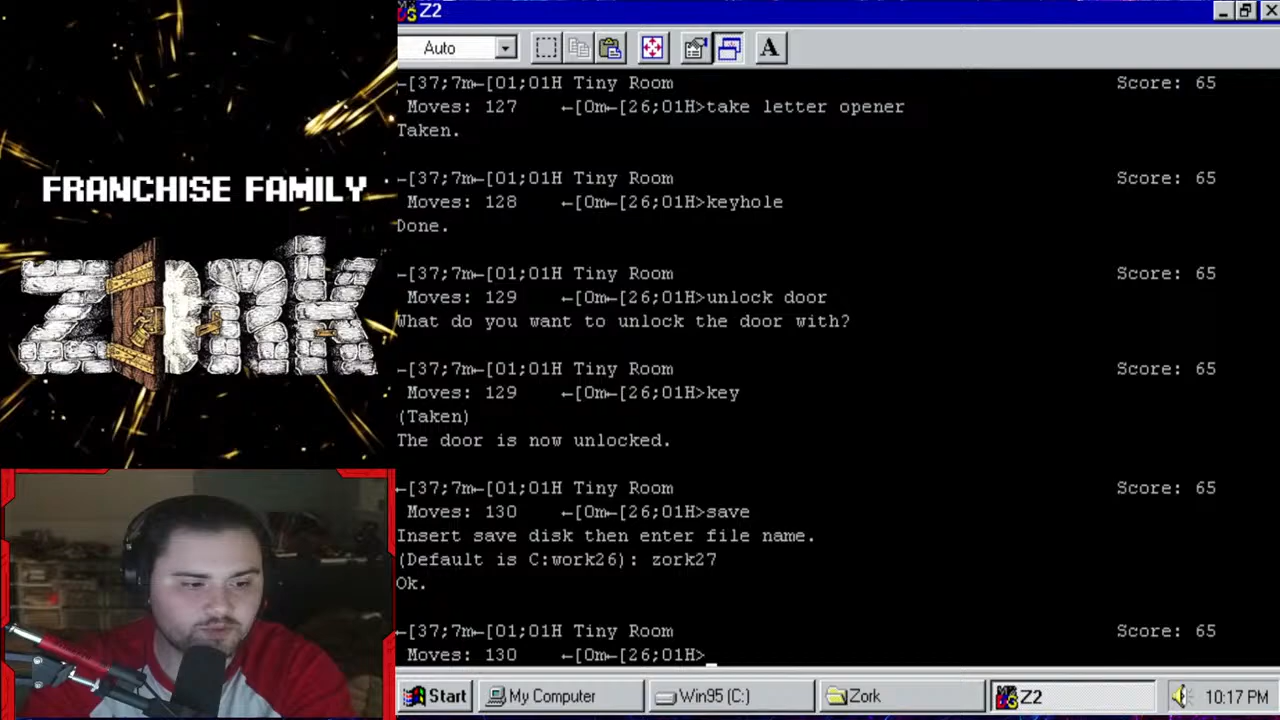 FRANCHISE FAMILY
ZORK
Z2
Auto
A
←[37;7m←[01;01H Tiny Room Score: 65
Moves: 127 ←[0m←[26;01H>take letter opener
Taken.
←[37;7m←[01;01H Tiny Room Score: 65
Moves: 128 ←[0m←[26;01H>keyhole
Done.
←[37;7m←[01;01H Tiny Room Score: 65
Moves: 129 ←[0m←[26;01H>unlock door
What do you want to unlock the door with?
←[37;7m←[01;01H Tiny Room Score: 65
Moves: 129 ←[0m←[26;01H>key
(Taken)
The door is now unlocked.
←[37;7m←[01;01H Tiny Room Score: 65
Moves: 130 ←[0m←[26;01H>save
Insert save disk then enter file name.
(Default is C:work26): zork27
Ok.
←[37;7m←[01;01H Tiny Room Score: 65
Moves: 130 ←[0m←[26;01H>_
Start My Computer Win95 (C:) Zork Z2 10:17 PM